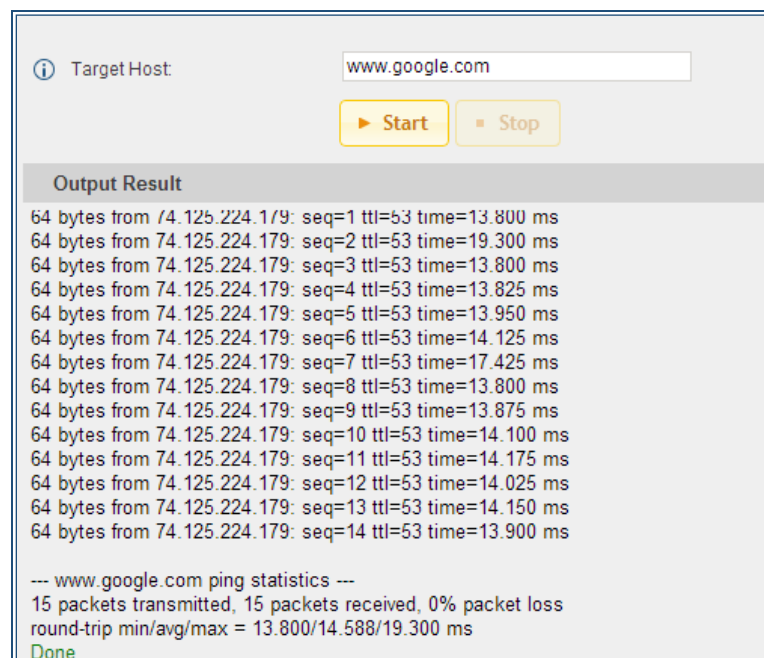 Target Host:
www.google.com
Start
Stop
Output Result
64 bytes from 74.125.224.179: seq=1 ttl=53 time=13.800 ms
64 bytes from 74.125.224.179: seq=2 ttl=53 time=19.300 ms
64 bytes from 74.125.224.179: seq=3 ttl=53 time=13.800 ms
64 bytes from 74.125.224.179: seq=4 ttl=53 time=13.825 ms
64 bytes from 74.125.224.179: seq=5 ttl=53 time=13.950 ms
64 bytes from 74.125.224.179: seq=6 ttl=53 time=14.125 ms
64 bytes from 74.125.224.179: seq=7 ttl=53 time=17.425 ms
64 bytes from 74.125.224.179: seq=8 ttl=53 time=13.800 ms
64 bytes from 74.125.224.179: seq=9 ttl=53 time=13.875 ms
64 bytes from 74.125.224.179: seq=10 ttl=53 time=14.100 ms
64 bytes from 74.125.224.179: seq=11 ttl=53 time=14.175 ms
64 bytes from 74.125.224.179: seq=12 ttl=53 time=14.025 ms
64 bytes from 74.125.224.179: seq=13 ttl=53 time=14.150 ms
64 bytes from 74.125.224.179: seq=14 ttl=53 time=13.900 ms
--- www.google.com ping statistics ---
15 packets transmitted, 15 packets received, 0% packet loss
round-trip min/avg/max = 13.800/14.588/19.300 ms
Done